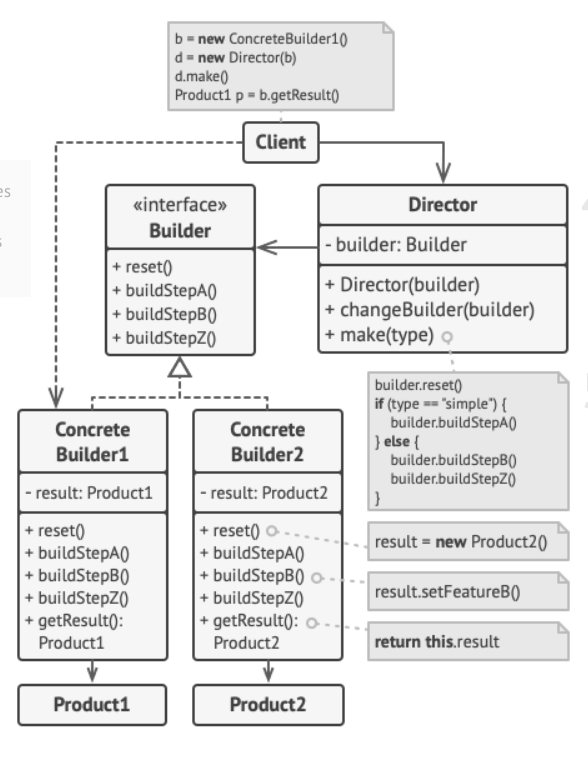 b = new ConcreteBuilder1()
d = new Director(b)
d.make()
Product1 p = b.getResult()
Client
es
s
«interface»
Builder
+ reset()
+ buildStepA()
+ buildStepB()
+ buildStepZ()
Director
- builder: Builder
+ Director(builder)
+ changeBuilder(builder)
+ make(type)
builder.reset()
if (type == "simple") {
builder.buildStepA()
} else {
builder.buildStepB()
builder.buildStepZ()
}
Concrete
Builder1
- result: Product1
+ reset()
+ buildStepA()
+ buildStepB()
+ buildStepZ()
+ getResult():
Product1
Concrete
Builder2
- result: Product2
+ reset()
+ buildStepA()
+ buildStepB()
+ buildStepZ()
+ getResult():
Product2
result = new Product2()
result.setFeatureB()
return this.result
Product1
Product2